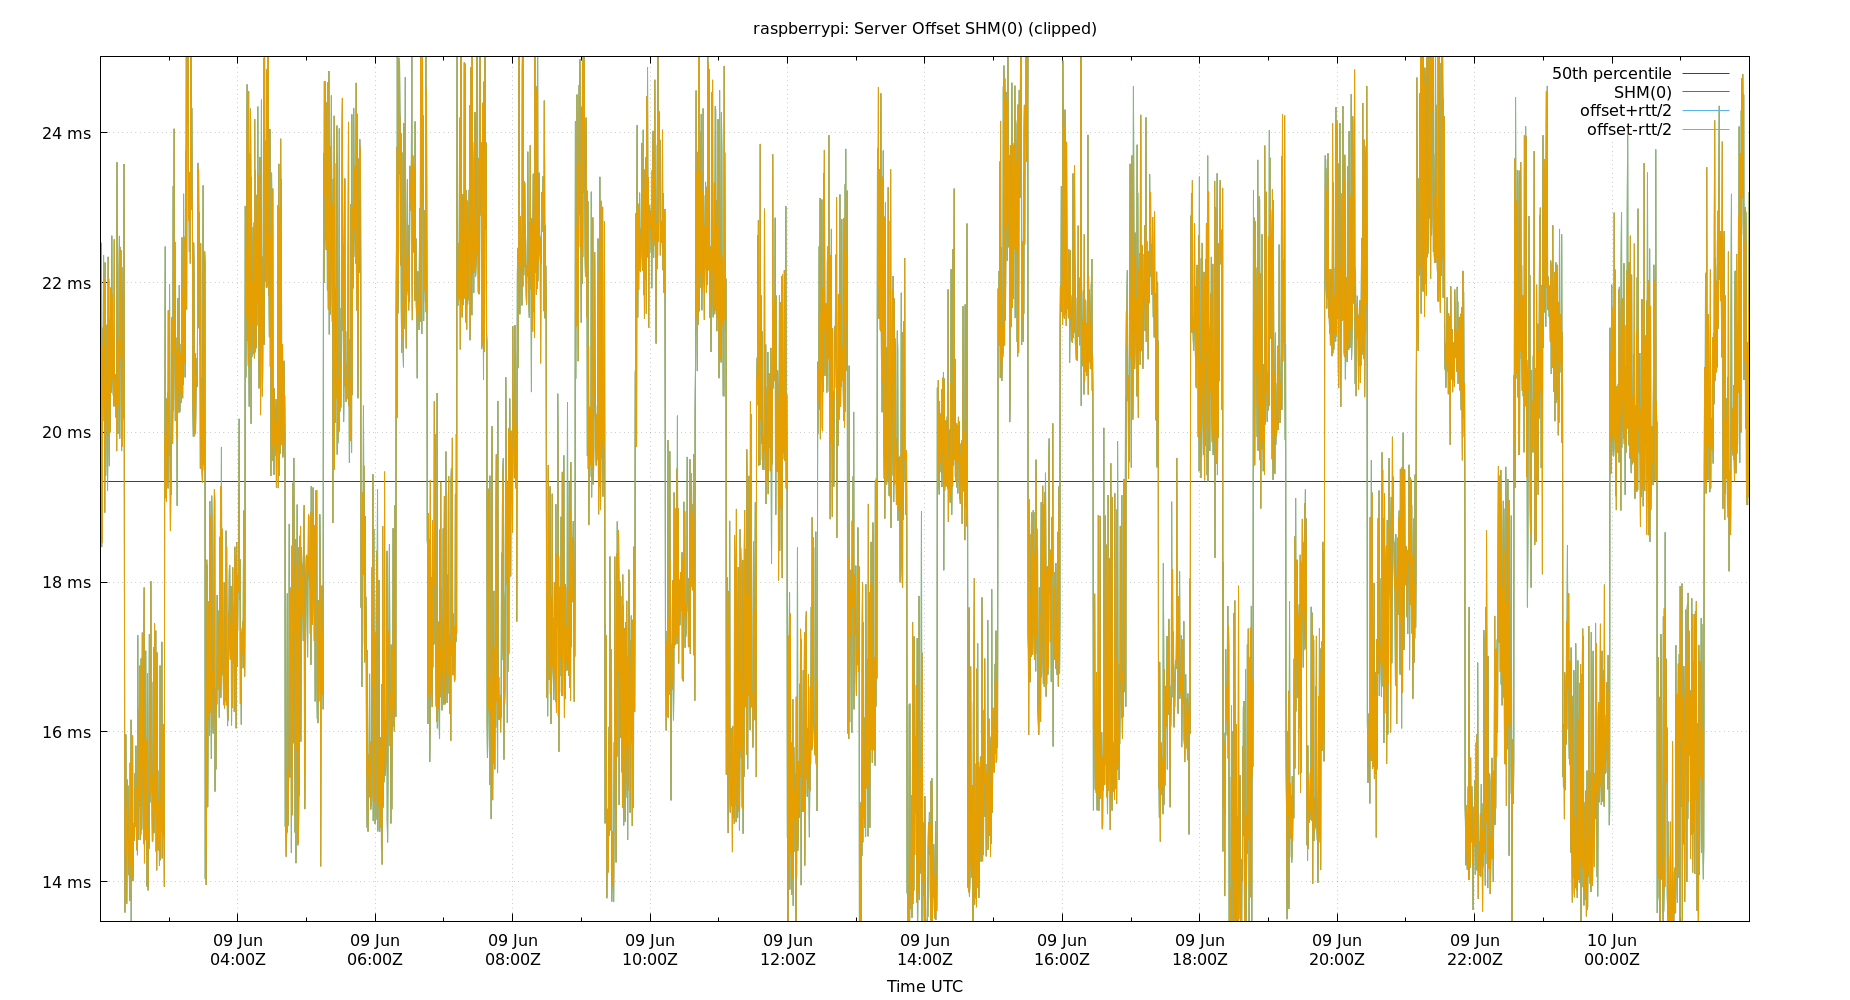 raspberrypi: Server Offset SHM(0) (clipped)
50th percentile
SHM(0)
offset+rtt/2
offset-rtt/2
24 ms
22 ms
20 ms
18 ms
16 ms
14 ms
09 Jun 09 Jun 09 Jun 09 Jun 09 Jun 09 Jun 09 Jun 09 Jun 09 Jun 09 Jun 10 Jun
04:00Z 06:00Z 08:00Z 10:00Z 12:00Z 14:00Z 16:00Z 18:00Z 20:00Z 22:00Z 00:00Z
Time UTC